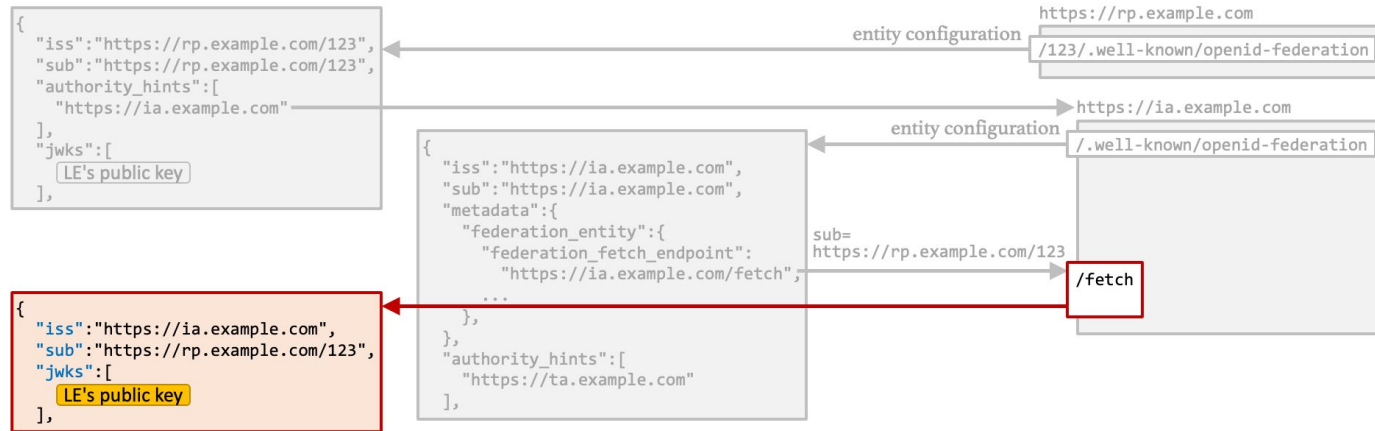 {
"iss":"https://rp.example.com/123",
"sub":"https://rp.example.com/123",
"authority_hints":[
"https://ia.example.com"
],
"jwks":[
LE's public key
],
entity configuration
https://rp.example.com
/123/.well-known/openid-federation
https://ia.example.com
entity configuration
/.well-known/openid-federation
{
"iss":"https://ia.example.com",
"sub":"https://ia.example.com",
"metadata":{
"federation_entity":{
"federation_fetch_endpoint":
"https://ia.example.com/fetch",
...
},
},
"authority_hints":[
"https://ta.example.com"
],
sub=
https://rp.example.com/123
/fetch
{
"iss":"https://ia.example.com",
"sub":"https://rp.example.com/123",
"jwks":[
LE's public key
],